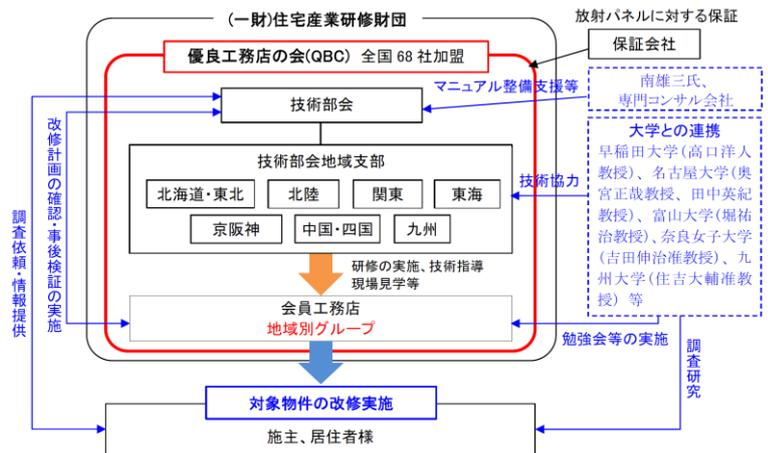 (一財)住宅産業研修財団
放射パネルに対する保証
保証会社
優良工務店の会(QBC) 全国 68 社加盟
マニュアル整備支援等
南雄三氏、
専門コンサル会社
技術部会
大学との連携
早稲田大学(高口洋人
教授)、名古屋大学(奥
宮正哉教授、田中英紀
教授)、富山大学(堀祐
治教授)、奈良女子大学
(吉田伸治准教授)、九
州大学(住吉大輔准教
授) 等
技術部会地域支部
技術協力
北海道・東北
北陸
関東
東海
京阪神
中国・四国
九州
研修の実施、技術指導
現場見学等
会員工務店
地域別グループ
勉強会等の実施
改修計画の確認・事後検証の実施
調査依頼・情報提供
調査研究
対象物件の改修実施
施主、居住者様